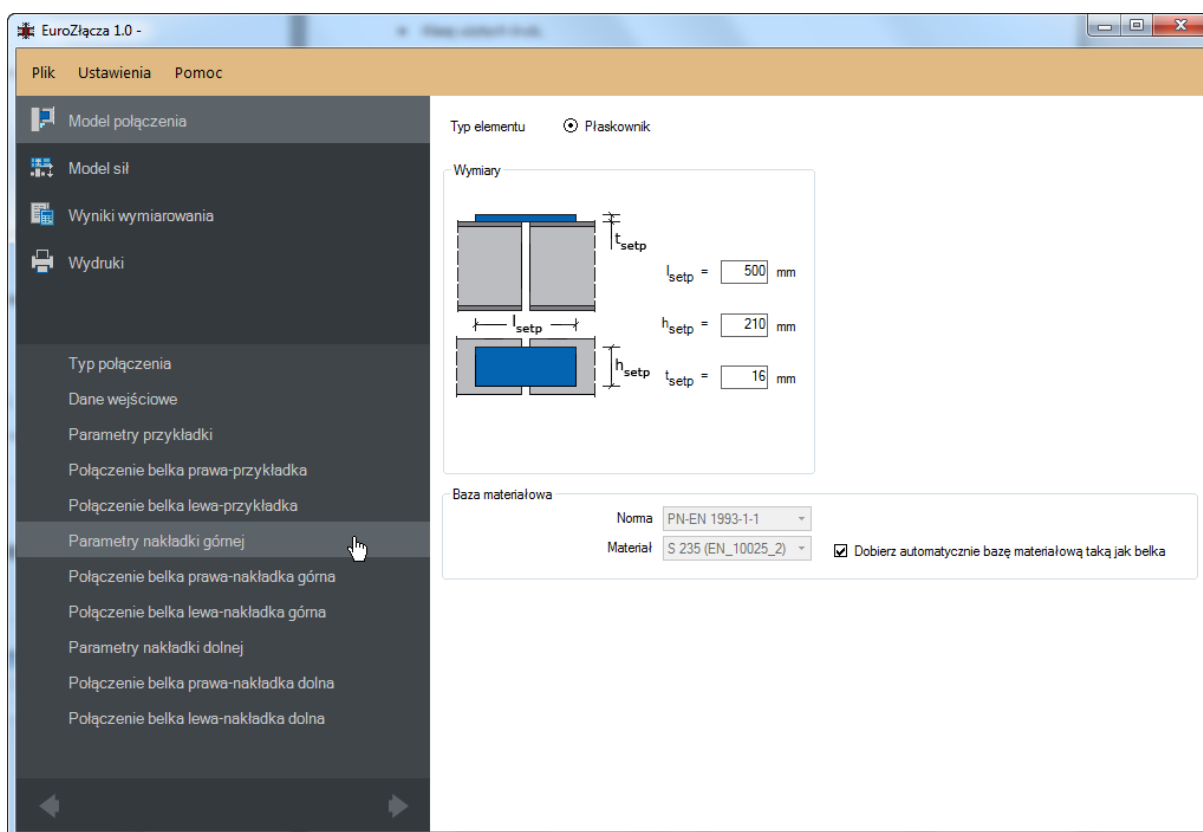 EuroZłącza 1.0 -
Plik Ustawienia Pomoc
Model połączenia
Model sił
Wyniki wymiarowania
Wydruki
Typ połączenia
Dane wejściowe
Parametry przykładki
Połączenie belka prawa-przykładka
Połączenie belka lewa-przykładka
Parametry nakładki górnej
Połączenie belka prawa-nakładka górna
Połączenie belka lewa-nakładka górna
Parametry nakładki dolnej
Połączenie belka prawa-nakładka dolna
Połączenie belka lewa-nakładka dolna
Typ elementu Płaskownik
Wymiary
tsetp
lsetp
hsetp
lsetp = 500 mm
hsetp = 210 mm
tsetp = 16 mm
Baza materiałowa
Norma PN-EN 1993-1-1
Materiał S 235 (EN_10025_2) Dobierz automatycznie bazę materiałową taką jak belka